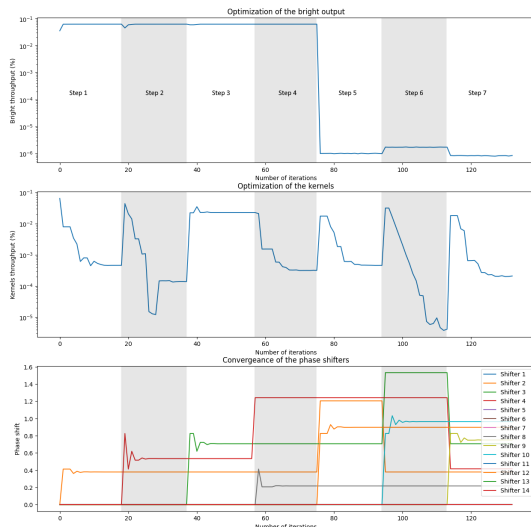 Optimization of the bright output
10⁻¹
10⁻²
10⁻³
10⁻⁴
10⁻⁵
10⁻⁶
Bright throughput (%)
Step 1 Step 2 Step 3 Step 4 Step 5 Step 6 Step 7
0 20 40 60 80 100 120
Number of iterations
Optimization of the kernels
10⁻¹
10⁻²
10⁻³
10⁻⁴
10⁻⁵
Kernels throughput (%)
0 20 40 60 80 100 120
Number of iterations
Convergeance of the phase shifters
1.6
1.4
1.2
1.0
0.8
0.6
0.4
0.2
0.0
Phase shift
Shifter 1
Shifter 2
Shifter 3
Shifter 4
Shifter 5
Shifter 6
Shifter 7
Shifter 8
Shifter 9
Shifter 10
Shifter 11
Shifter 12
Shifter 13
Shifter 14
0 20 40 60 80 100 120
Number of iterations